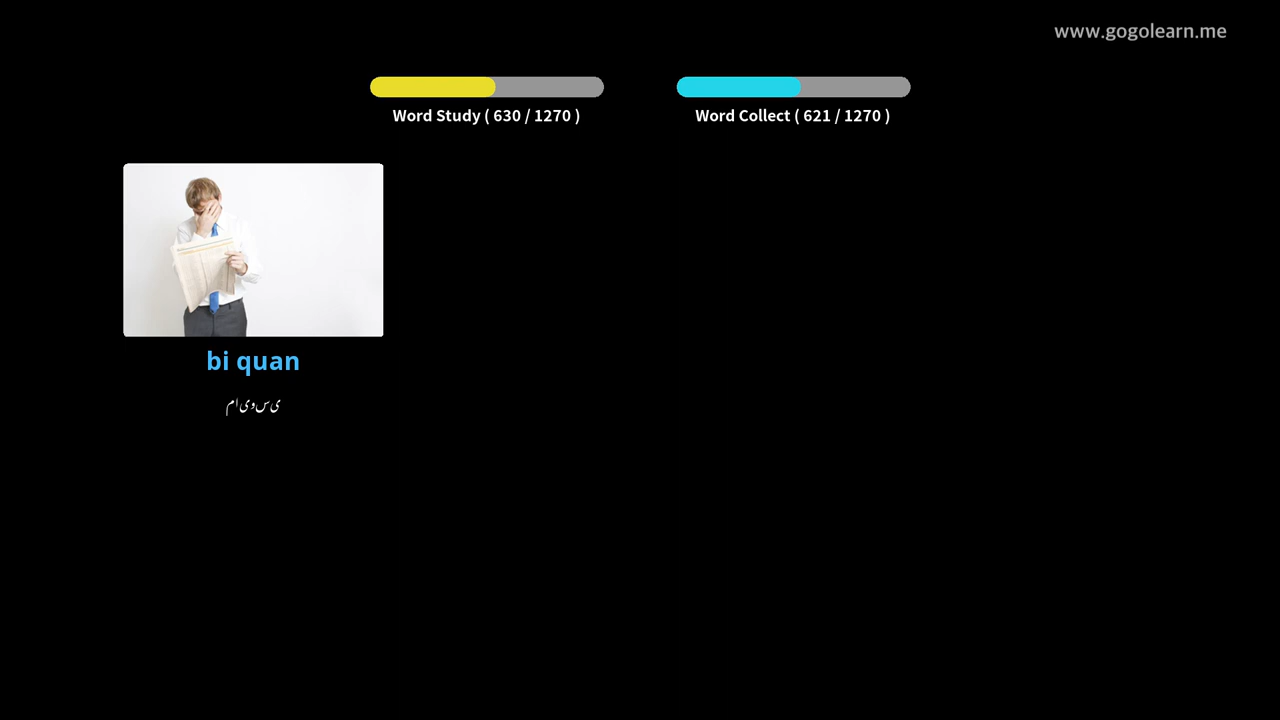 www.gogolearn.me
Word Study ( 630 / 1270 )
Word Collect ( 621 / 1270 )
bi quan
مایوسی